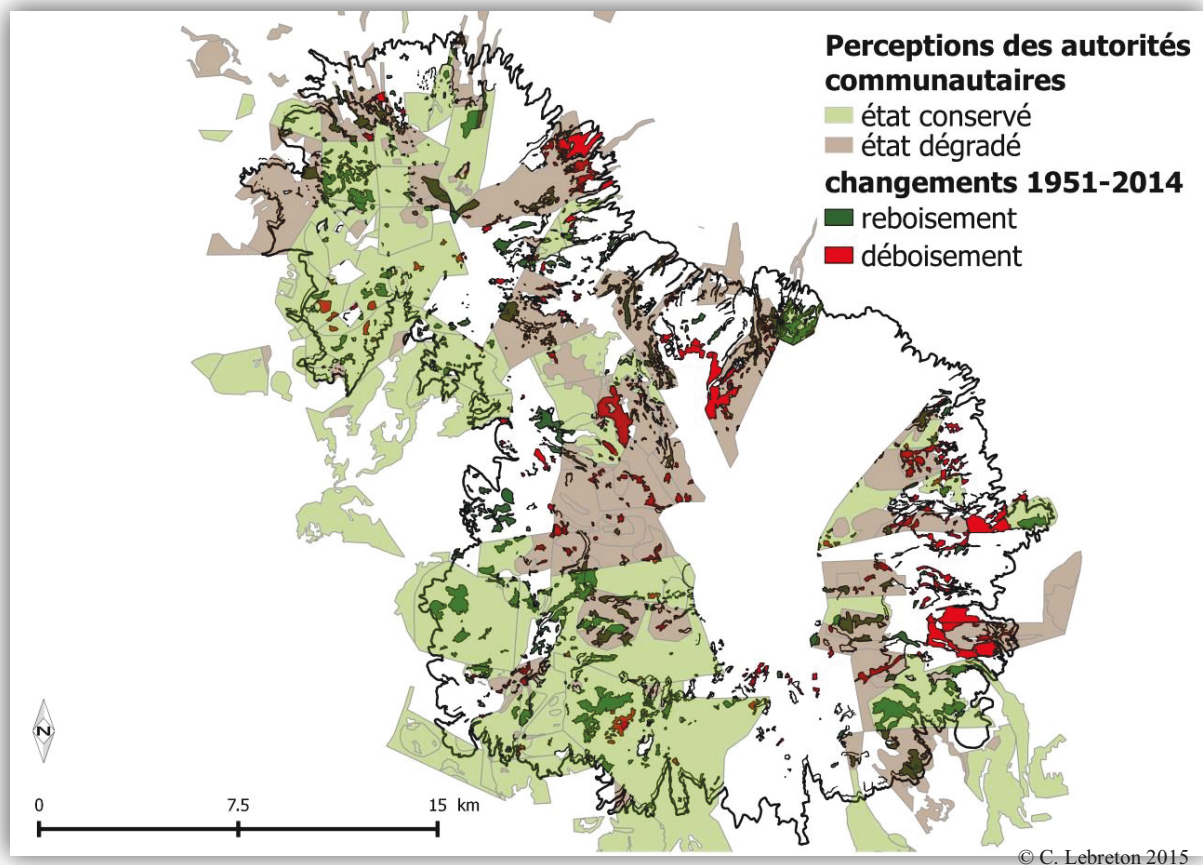 Perceptions des autorités
communautaires
état conservé
état dégradé
changements 1951-2014
reboisement
déboisement
N
0 7.5 15 km
© C. Lebreton 2015